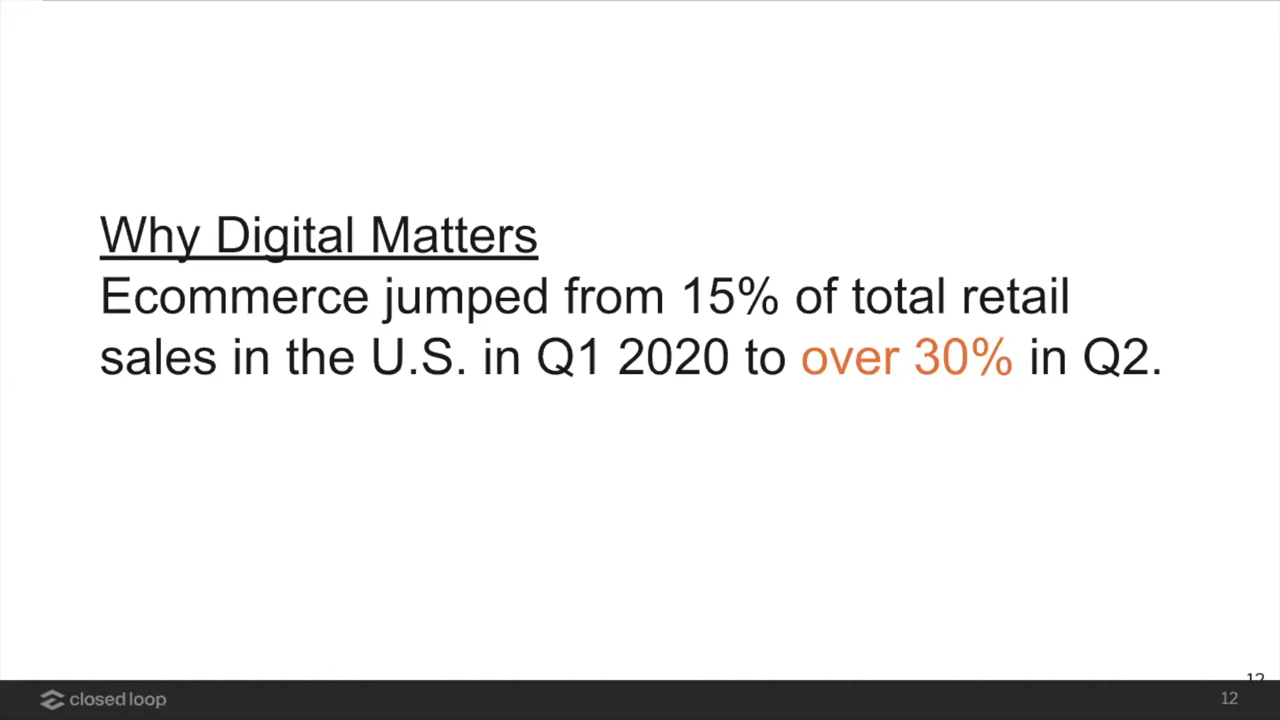 Why Digital Matters
Ecommerce jumped from 15% of total retail
sales in the U.S. in Q1 2020 to over 30% in Q2.
12
closed loop
12